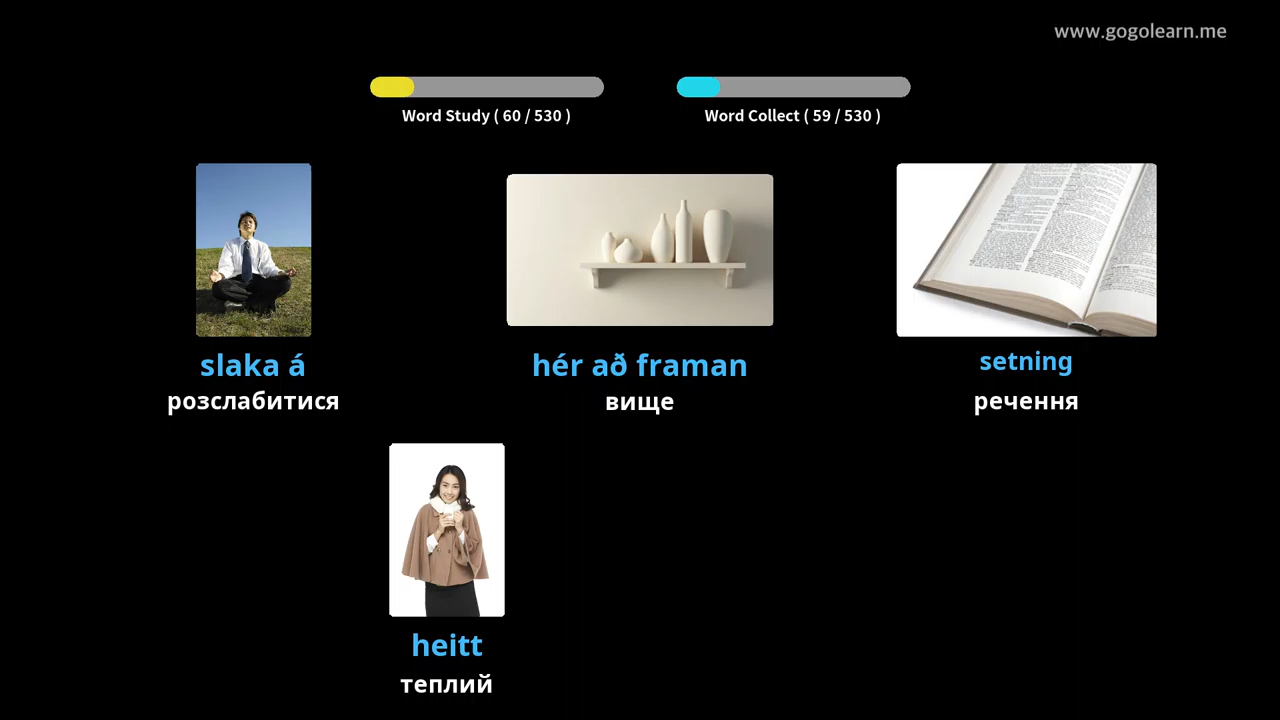 www.gogolearn.me
Word Study ( 60 / 530 )
Word Collect ( 59 / 530 )
slaka á
hér að framan
setning
розслабитися
вище
речення
heitt
теплий